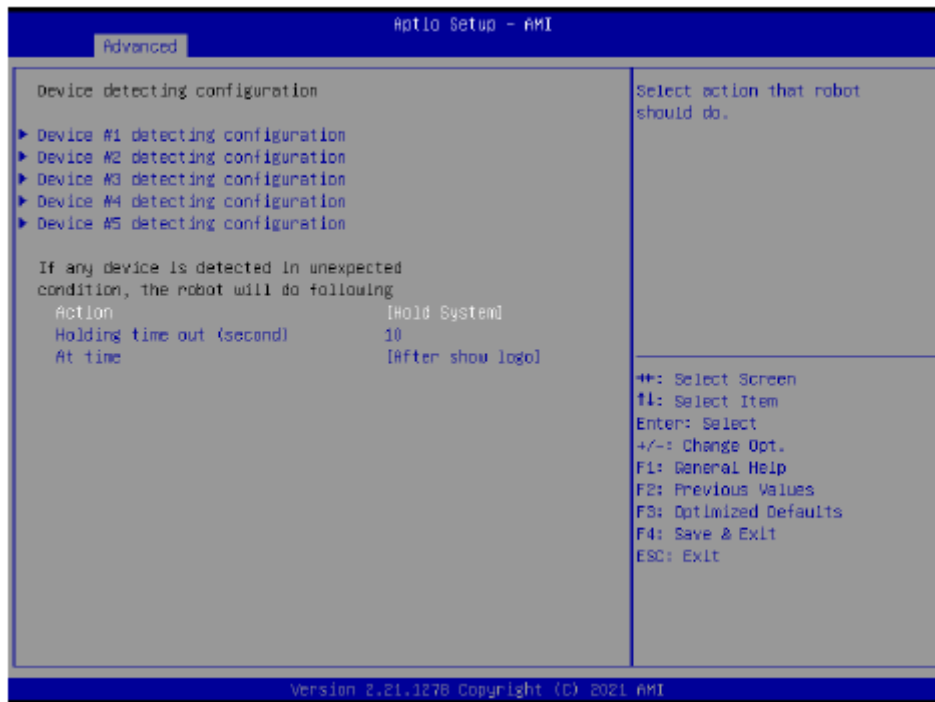 Aptio Setup - AMI
Advanced
Device detecting configuration
Device #1 detecting configuration
Device #2 detecting configuration
Device #3 detecting configuration
Device #4 detecting configuration
Device #5 detecting configuration
If any device is detected in unexpected
condition, the robot will do following
Action [Hold System]
Holding time out (second) 10
At time [After show logo]
Select action that robot
should do.
→←: Select Screen
↑↓: Select Item
Enter: Select
+/-: Change Opt.
F1: General Help
F2: Previous Values
F3: Optimized Defaults
F4: Save & Exit
ESC: Exit
Version 2.21.1278 Copyright (C) 2021 AMI